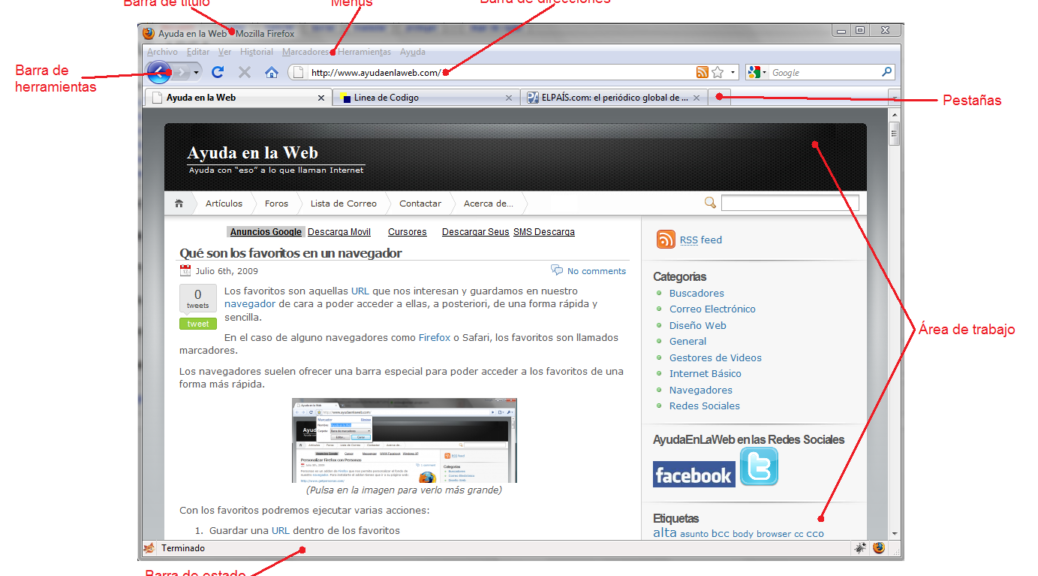 Barra de título
Menús
Barra de direcciones
Ayuda en la Web - Mozilla Firefox
Archivo Editar Ver Historial Marcadores Herramientas Ayuda
Barra de
herramientas
http://www.ayudaenlaweb.com/
Google
Ayuda en la Web
Linea de Codigo
ELPAÍS.com: el periódico global de ...
Pestañas
Ayuda en la Web
Ayuda con "eso" a lo que llaman Internet
Artículos Foros Lista de Correo Contactar Acerca de...
Anuncios Google Descarga Movil Cursores Descargar Seus SMS Descarga
RSS feed
Qué son los favoritos en un navegador
Julio 6th, 2009
No comments
0
tweets
tweet
Los favoritos son aquellas URL que nos interesan y guardamos en nuestro
navegador de cara a poder acceder a ellas, a posteriori, de una forma rápida y
sencilla.
En el caso de alguno navegadores como Firefox o Safari, los favoritos son llamados
marcadores.
Los navegadores suelen ofrecer una barra especial para poder acceder a los favoritos de una
forma más rápida.
(Pulsa en la imagen para verlo más grande)
Con los favoritos podremos ejecutar varias acciones:
1. Guardar una URL dentro de los favoritos
Categorias
Buscadores
Correo Electrónico
Diseño Web
General
Gestores de Videos
Internet Básico
Navegadores
Redes Sociales
Área de trabajo
AyudaEnLaWeb en las Redes Sociales
facebook
Etiquetas
alta asunto bcc body browser cc cco
Terminado
Barra de estado